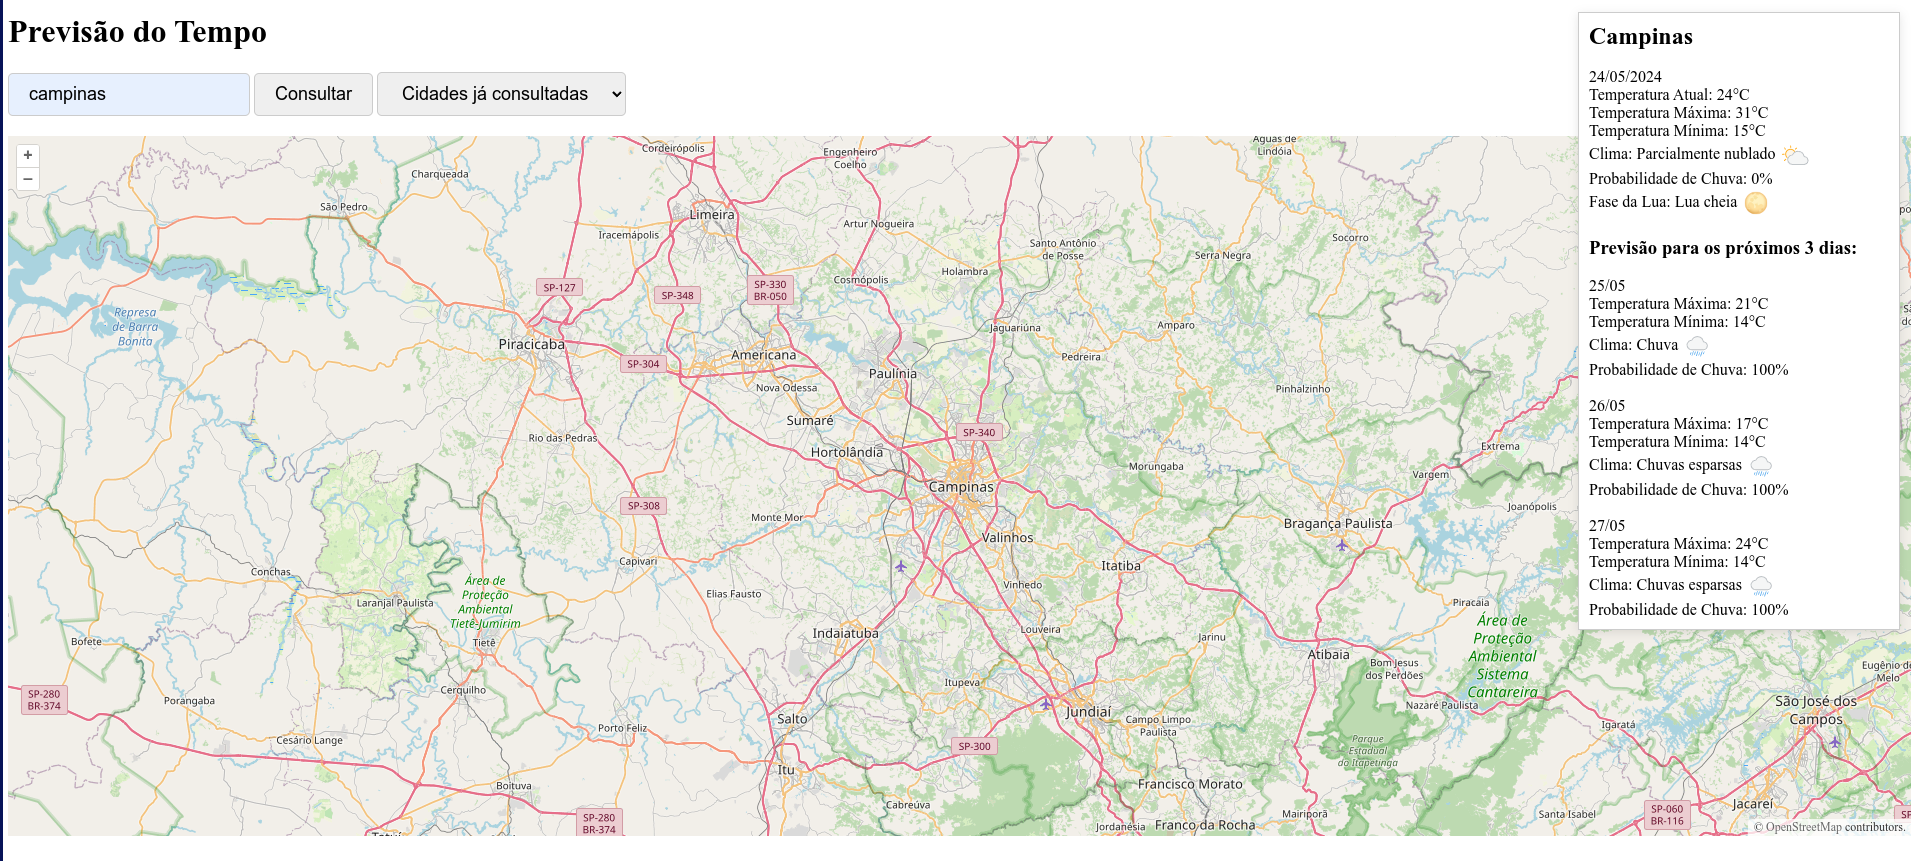 Previsão do Tempo
campinas
Consultar
Cidades já consultadas
Campinas
24/05/2024
Temperatura Atual: 24°C
Temperatura Máxima: 31°C
Temperatura Mínima: 15°C
Clima: Parcialmente nublado
Probabilidade de Chuva: 0%
Fase da Lua: Lua cheia
Previsão para os próximos 3 dias:
25/05
Temperatura Máxima: 21°C
Temperatura Mínima: 14°C
Clima: Chuva
Probabilidade de Chuva: 100%
26/05
Temperatura Máxima: 17°C
Temperatura Mínima: 14°C
Clima: Chuvas esparsas
Probabilidade de Chuva: 100%
27/05
Temperatura Máxima: 24°C
Temperatura Mínima: 14°C
Clima: Chuvas esparsas
Probabilidade de Chuva: 100%
+
−
Cordeirópolis
Engenheiro
Coelho
Águas de
Lindóia
Charqueada
São Pedro
Limeira
Artur Nogueira
Iracemápolis
Santo Antônio
de Posse
Socorro
Serra Negra
Holambra
Cosmópolis
SP-127
SP-348
SP-330
BR-050
Represa
de Barra
Bonita
Jaguariúna
Amparo
Piracicaba
Americana
Pedreira
SP-304
Paulínia
Nova Odessa
Pinhalzinho
Sumaré
SP-340
Rio das Pedras
Hortolândia
Extrema
Morungaba
Vargem
Campinas
SP-308
Joanópolis
Monte Mor
Bragança Paulista
Valinhos
Capivari
Itatiba
Conchas
Área de
Proteção
Ambiental
Tietê-Jumirim
Vinhedo
Elias Fausto
Laranjal Paulista
Piracaia
Louveira
Indaiatuba
Jarinu
Bofete
Tietê
Área de
Proteção
Ambiental
Sistema
Cantareira
Atibaia
Bom Jesus
dos Perdões
Eugênio de
Melo
Itupeva
Cerquilho
SP-280
BR-374
Porangaba
Nazaré Paulista
São José dos
Campos
Jundiaí
Salto
Campo Limpo
Paulista
Igaratá
Porto Feliz
Cesário Lange
SP-300
Parque
Estadual
do Itapetinga
Itu
Boituva
Francisco Morato
Cabreúva
Jacareí
SP-280
BR-374
Mairiporã
Santa Isabel
SP-060
BR-116
Jordanésia
Franco da Rocha
© OpenStreetMap contributors.